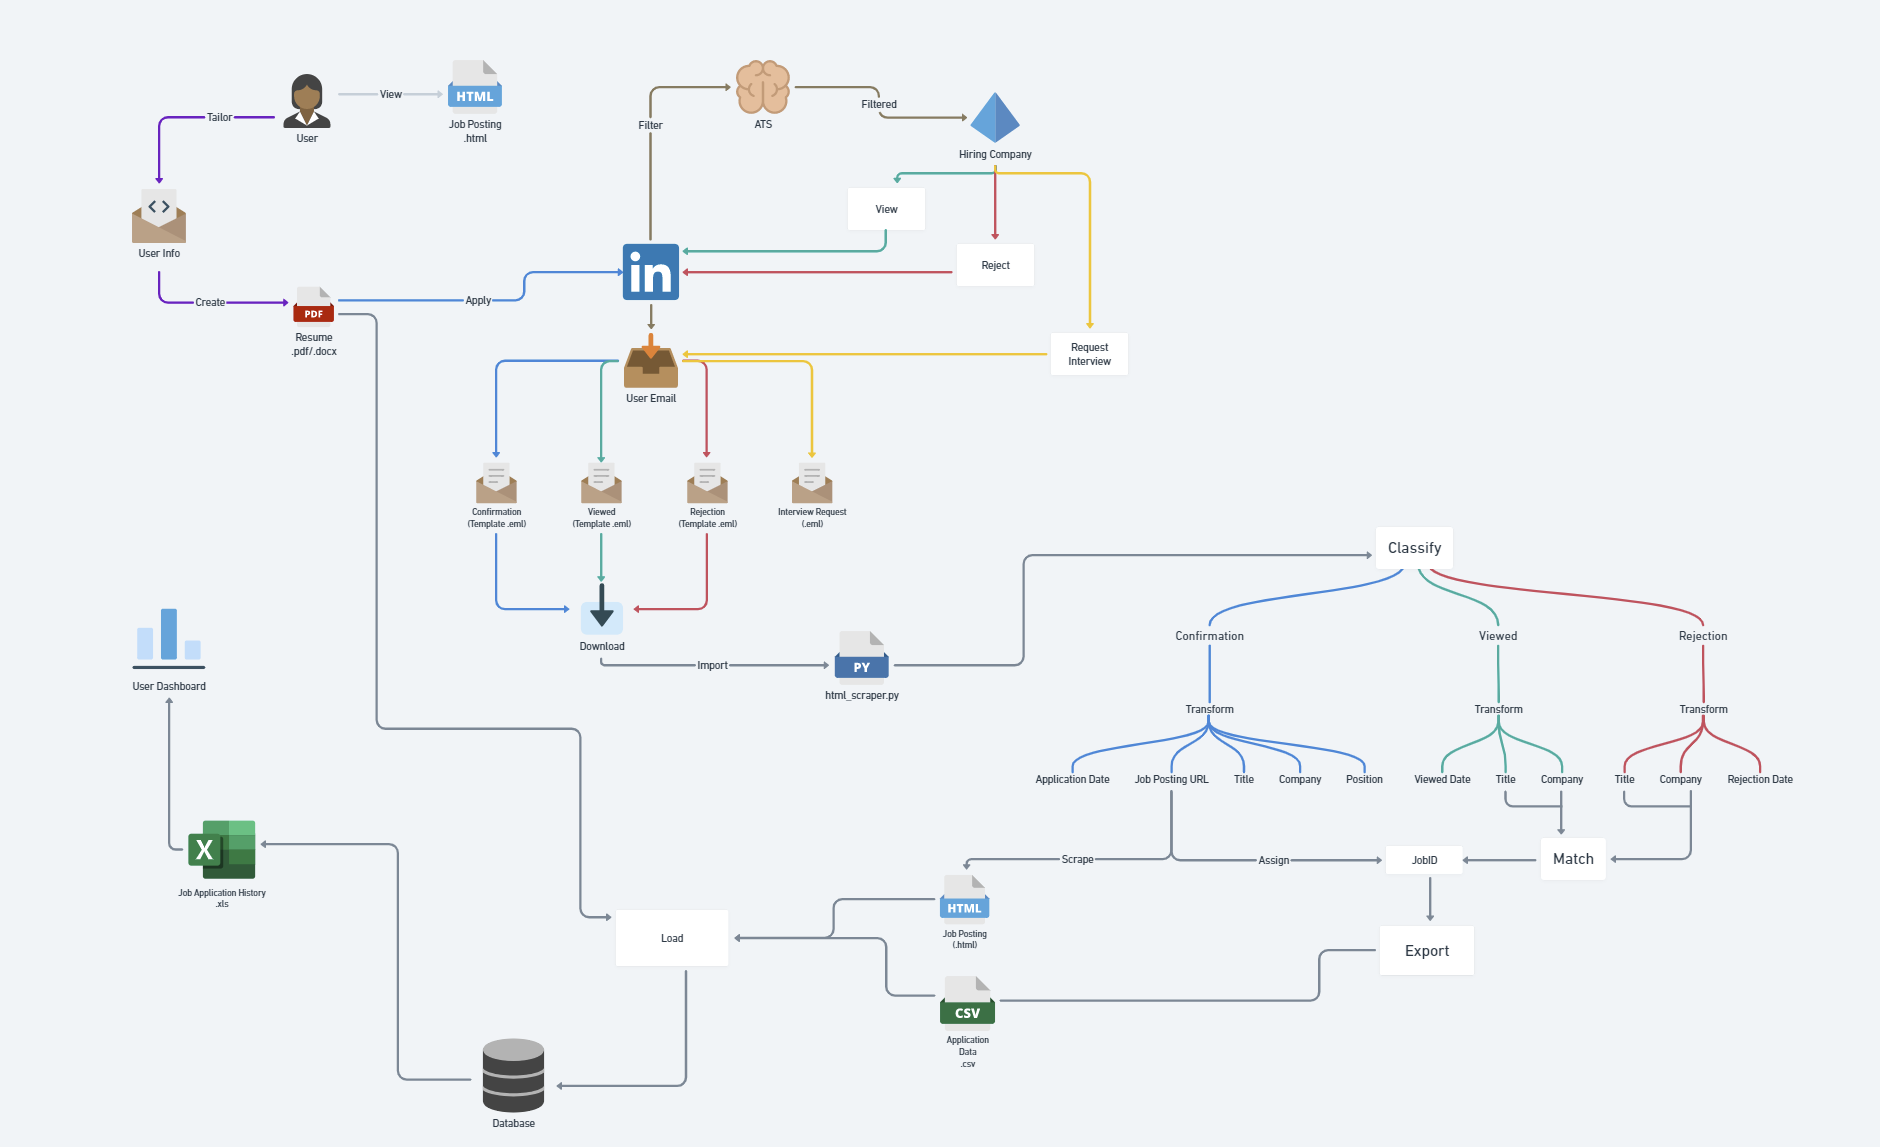 View
HTML
Job Posting
.html
Tailor
User
User Info
Create
PDF
Resume
.pdf/.docx
Apply
Filter
ATS
Filtered
Hiring Company
View
Reject
Request
Interview
in
User Email
Confirmation
(Template .eml)
Viewed
(Template .eml)
Rejection
(Template .eml)
Interview Request
(.eml)
Download
Import
PY
html_scraper.py
Classify
Confirmation
Viewed
Rejection
Transform
Transform
Transform
Application Date
Job Posting URL
Title
Company
Position
Viewed Date
Title
Company
Title
Company
Rejection Date
Scrape
Assign
JobID
Match
Export
HTML
Job Posting
(.html)
CSV
Application
Data
.csv
Load
Database
X
Job Application History
.xls
User Dashboard